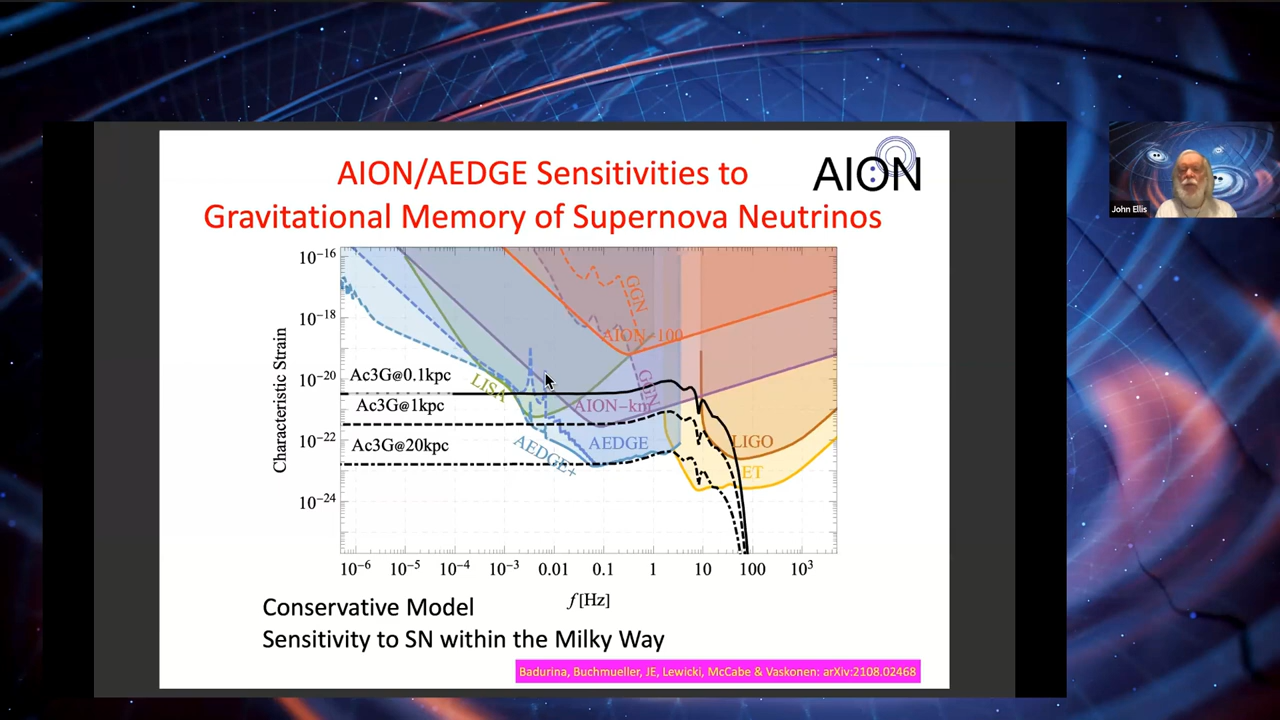 AION/AEDGE Sensitivities to
Gravitational Memory of Supernova Neutrinos
AION
John Ellis
10⁻¹⁶
10⁻¹⁸
10⁻²⁰
10⁻²²
10⁻²⁴
Characteristic Strain
GGN
AION-100
Ac3G@0.1kpc
LISA
GGN
Ac3G@1kpc
AION-km
Ac3G@20kpc
AEDGE+
AEDGE
LIGO
ET
10⁻⁶ 10⁻⁵ 10⁻⁴ 10⁻³ 0.01 0.1 1 10 100 10³
f[Hz]
Conservative Model
Sensitivity to SN within the Milky Way
Badurina, Buchmueller, JE, Lewicki, McCabe & Vaskonen: arXiv:2108.02468